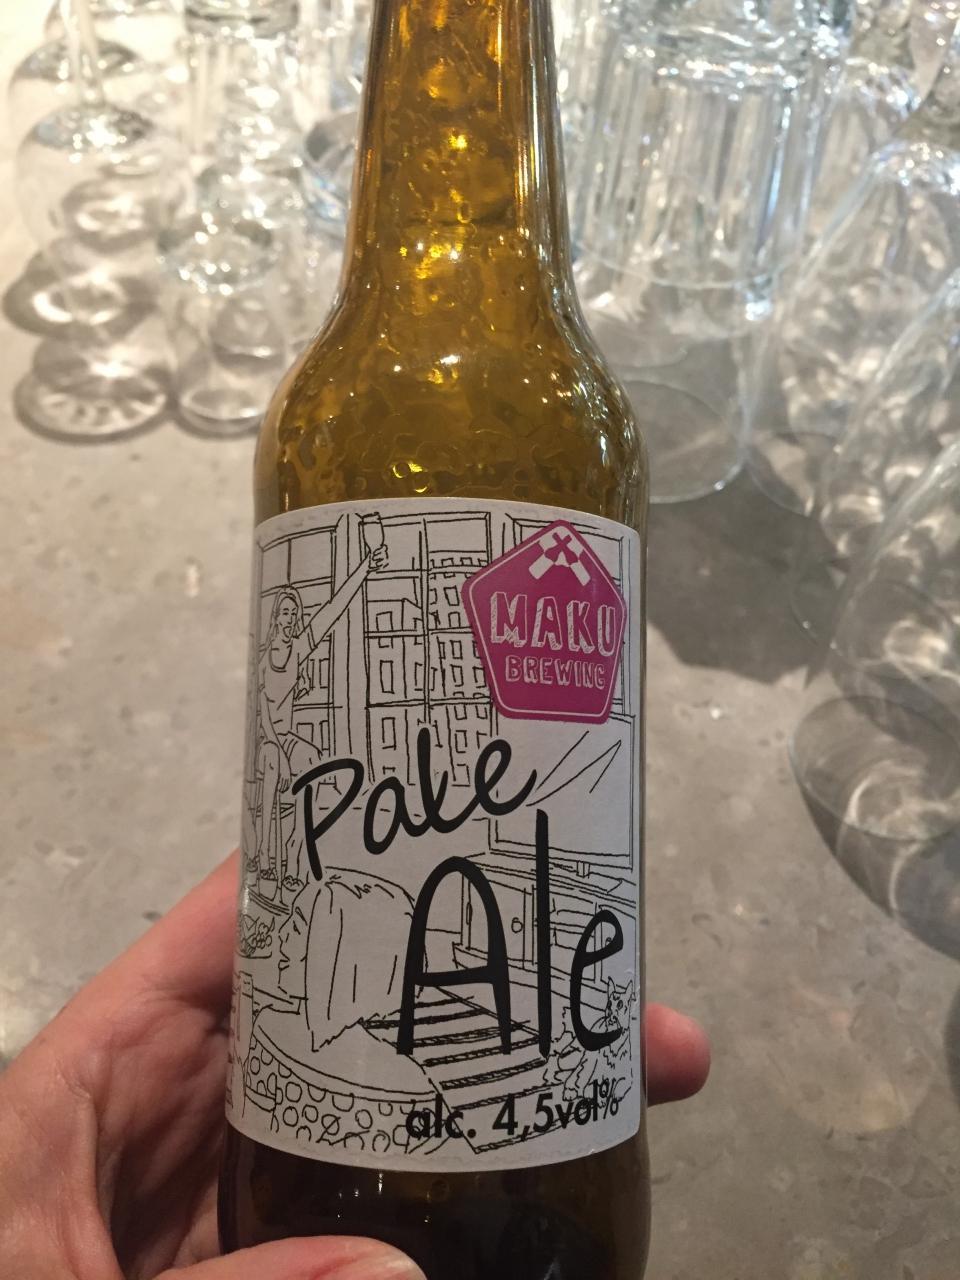 MAKU
BREWING
Pale
Ale
alc. 4,5vol%